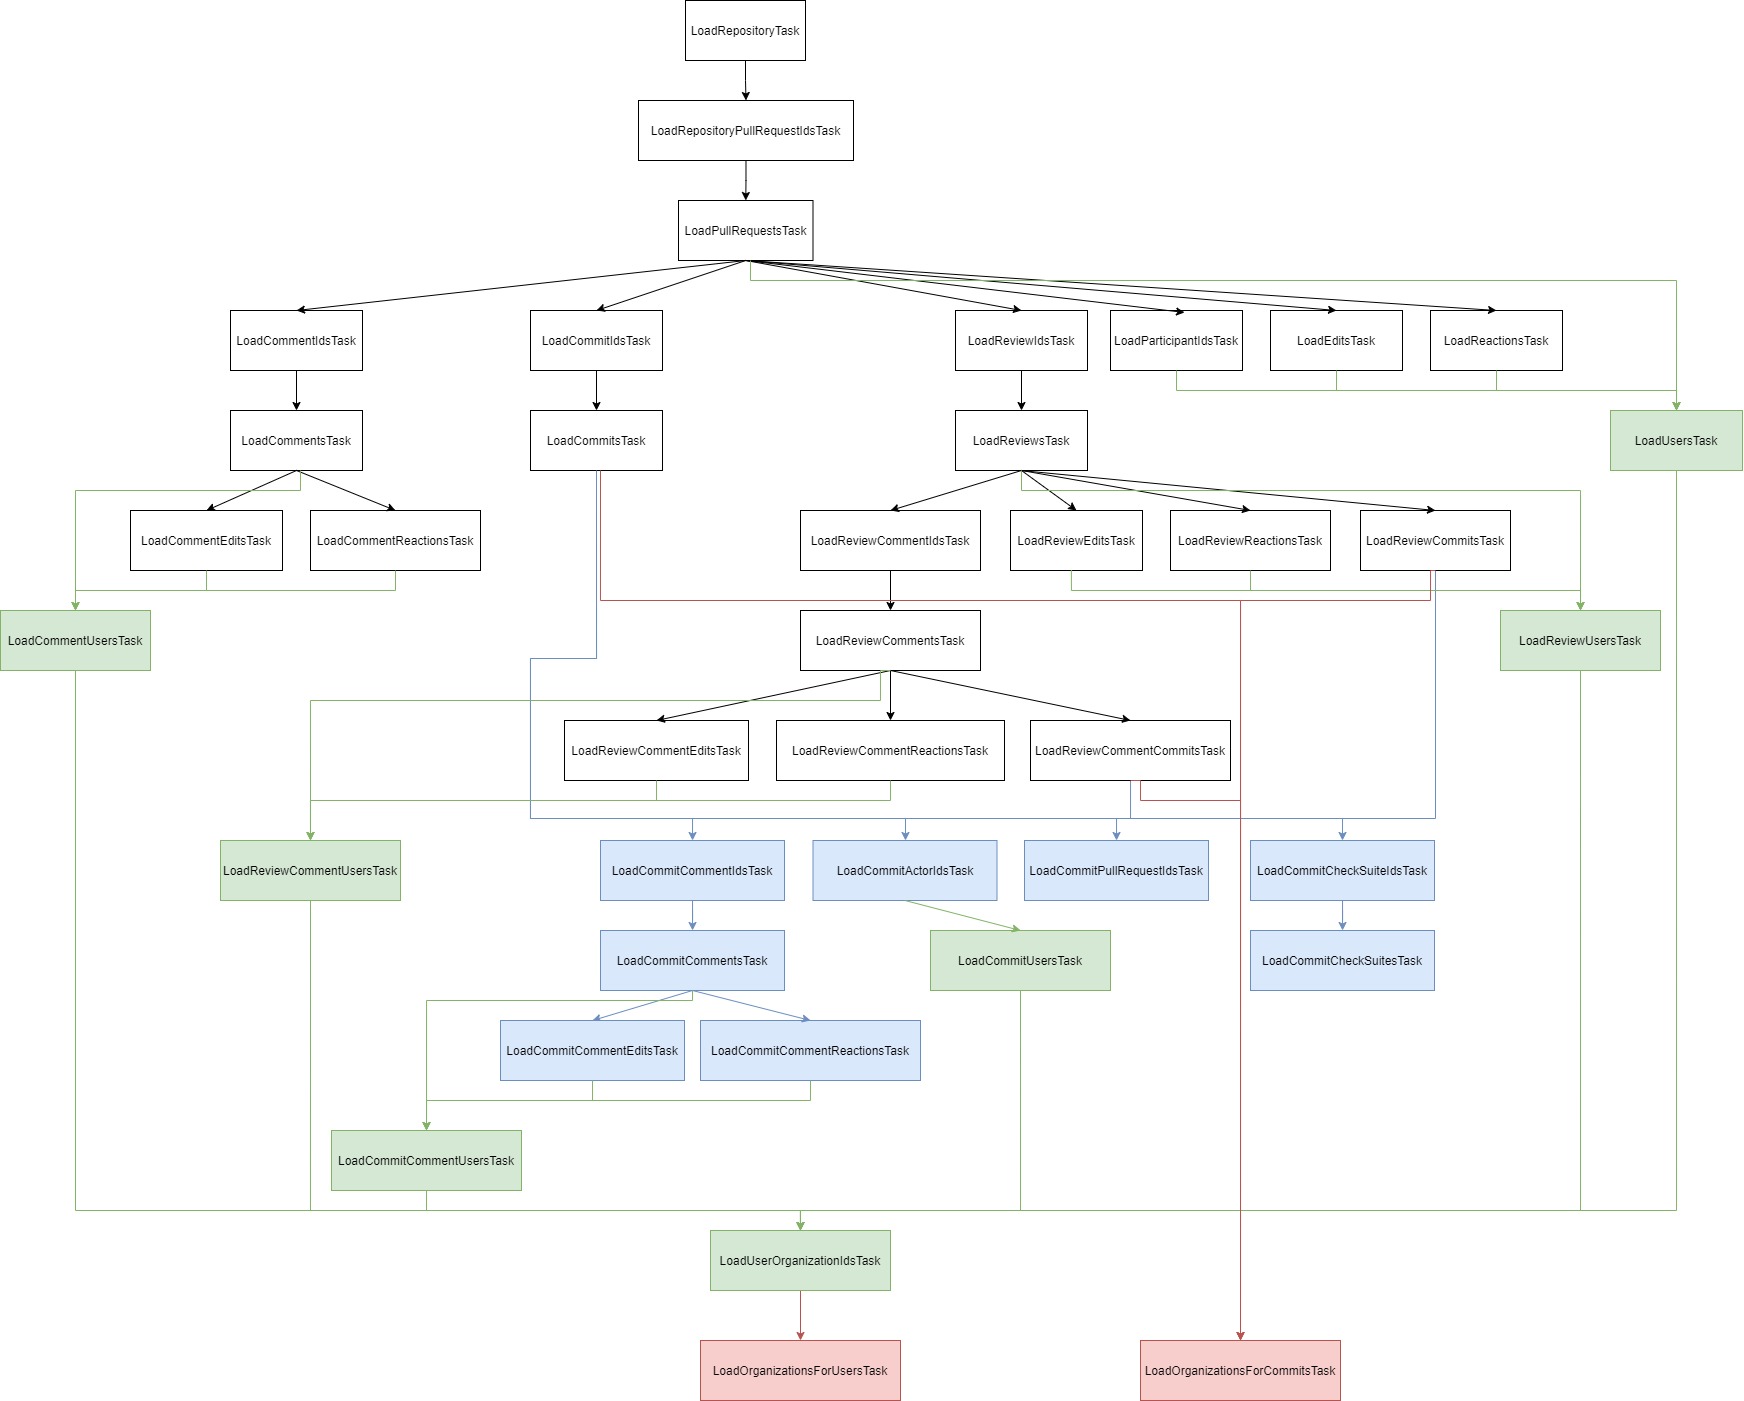 LoadRepositoryTask
LoadRepositoryPullRequestIdsTask
LoadPullRequestsTask
LoadCommentIdsTask
LoadCommitIdsTask
LoadReviewIdsTask
LoadParticipantIdsTask
LoadEditsTask
LoadReactionsTask
LoadCommentsTask
LoadCommitsTask
LoadReviewsTask
LoadUsersTask
LoadCommentEditsTask
LoadCommentReactionsTask
LoadReviewCommentIdsTask
LoadReviewEditsTask
LoadReviewReactionsTask
LoadReviewCommitsTask
LoadCommentUsersTask
LoadReviewCommentsTask
LoadReviewUsersTask
LoadReviewCommentEditsTask
LoadReviewCommentReactionsTask
LoadReviewCommentCommitsTask
LoadReviewCommentUsersTask
LoadCommitCommentIdsTask
LoadCommitActorIdsTask
LoadCommitPullRequestIdsTask
LoadCommitCheckSuiteIdsTask
LoadCommitCommentsTask
LoadCommitUsersTask
LoadCommitCheckSuitesTask
LoadCommitCommentEditsTask
LoadCommitCommentReactionsTask
LoadCommitCommentUsersTask
LoadUserOrganizationIdsTask
LoadOrganizationsForUsersTask
LoadOrganizationsForCommitsTask